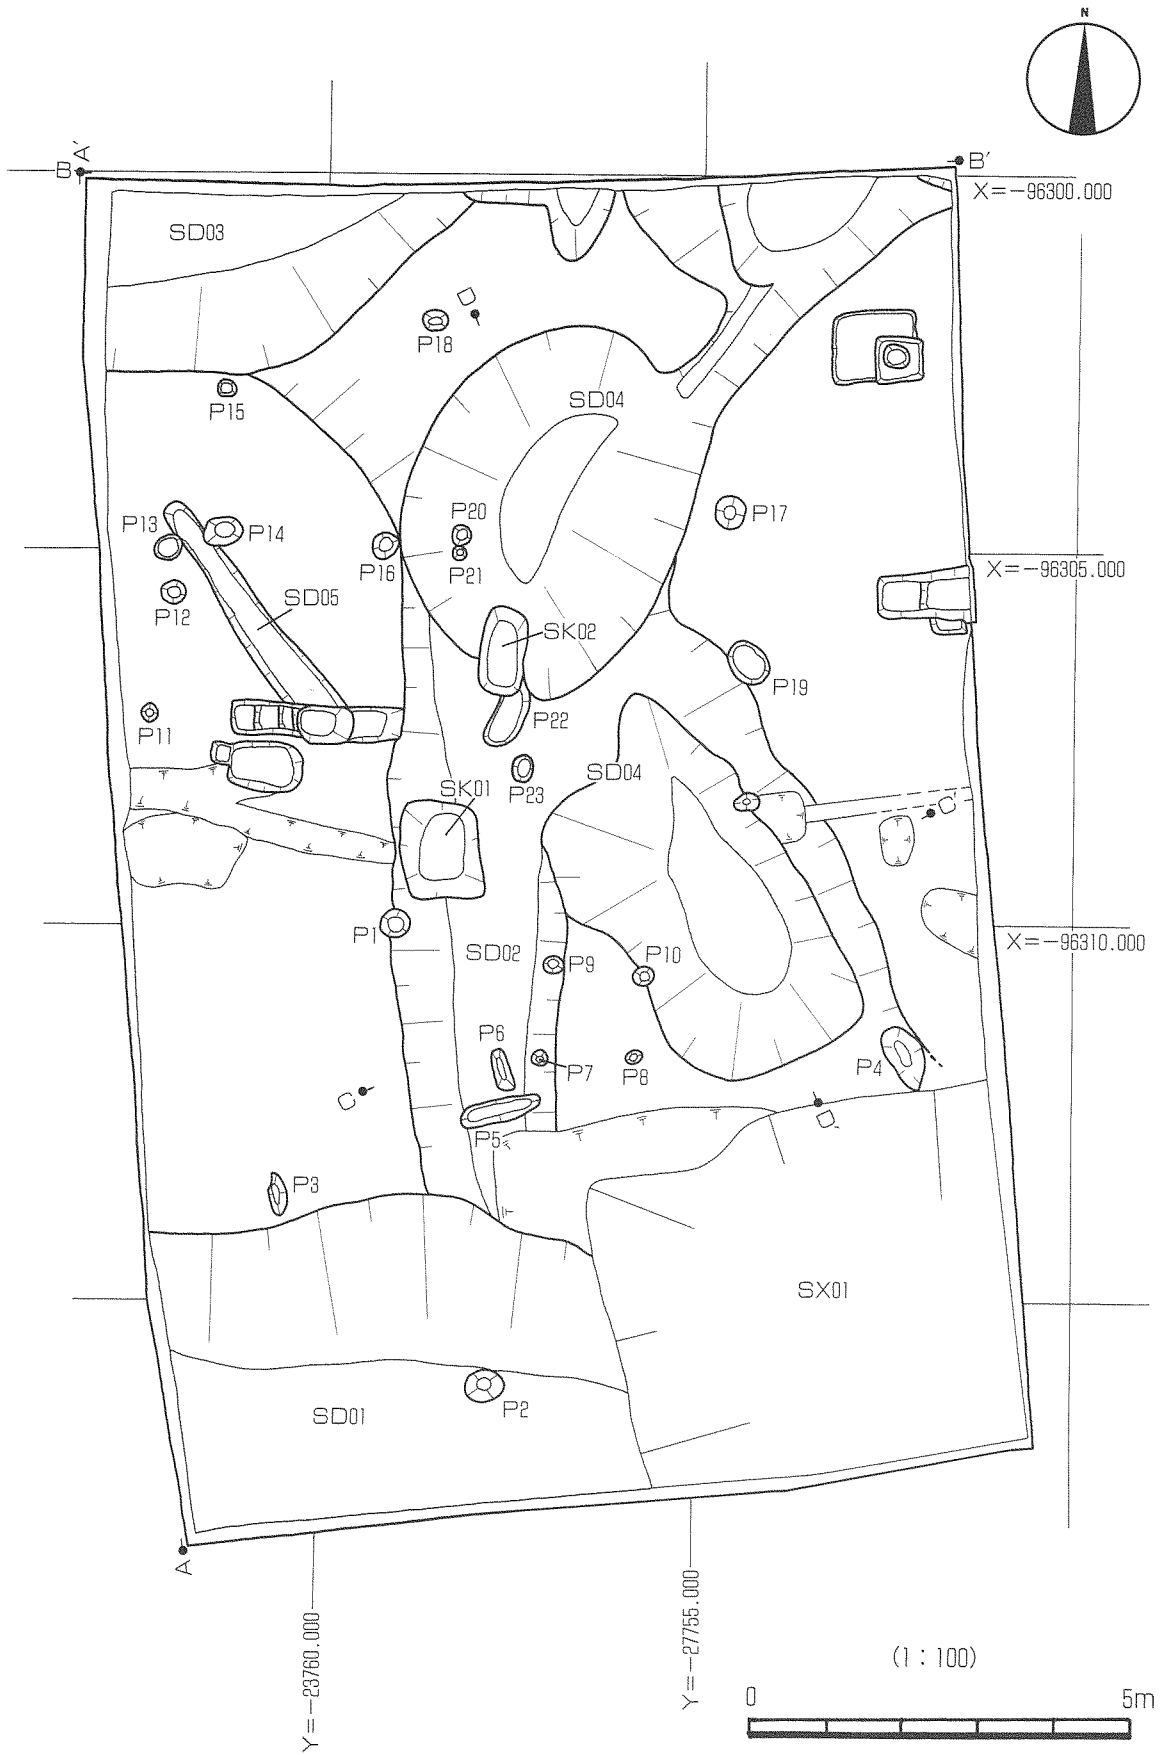 N
A'
B
B'
X=-96300.000
SD03
D
P18
P15
SD04
P13
P14
P16
P20
P21
P17
X=-96305.000
P12
SD05
SK02
P19
P11
P22
SD04
P23
SK01
C'
P1
SD02
P9
P10
X=-96310.000
P6
P7
P8
P4
C
P5
D'
P3
SX01
P2
SD01
A
Y=-23760.000
Y=-27755.000
(1:100)
0
5m